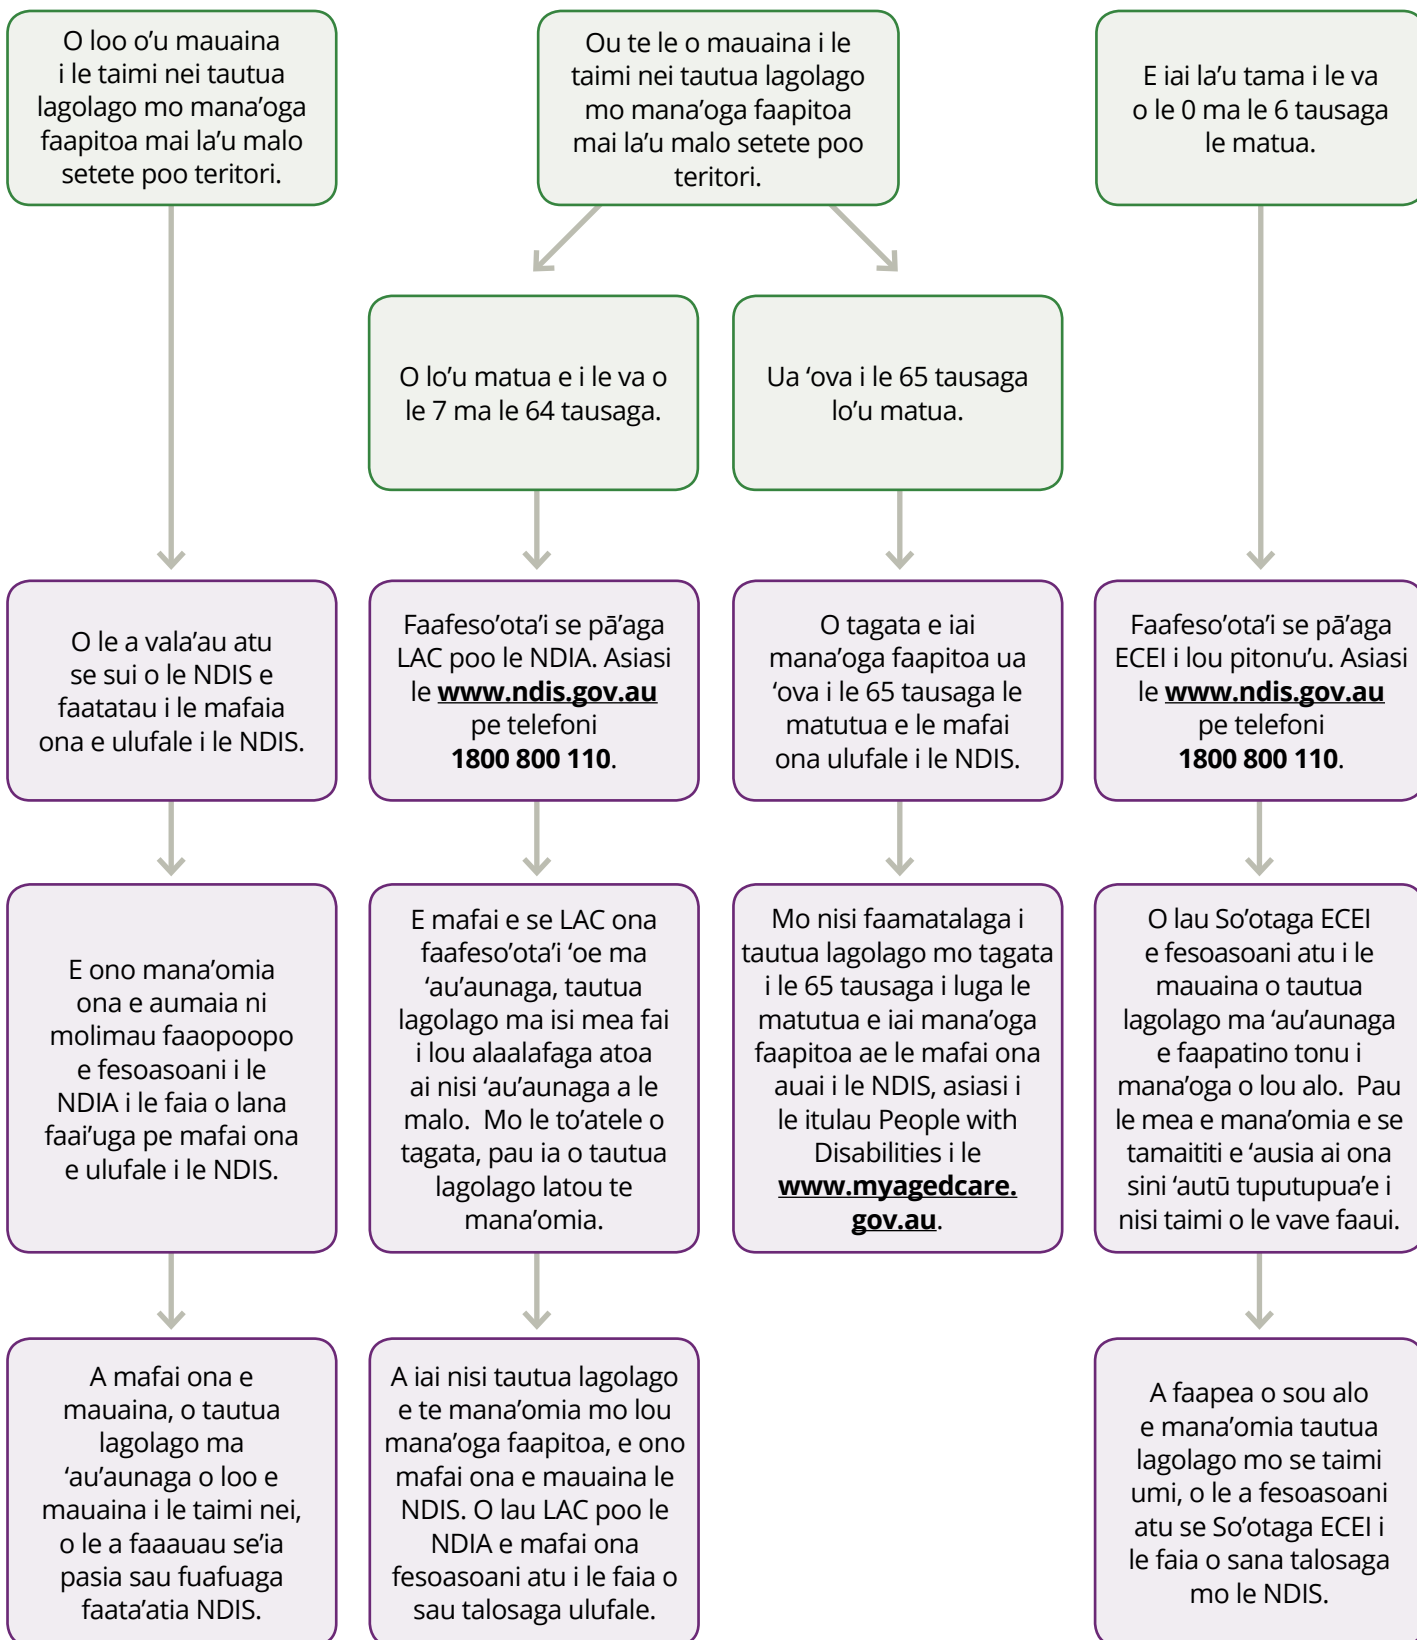 O loo o’u mauaina
i le taimi nei tautua
lagolago mo mana’oga
faapitoa mai la’u malo
setete poo teritori.
Ou te le o mauaina i le
taimi nei tautua lagolago
mo mana’oga faapitoa
mai la’u malo setete poo
teritori.
E iai la’u tama i le va
o le 0 ma le 6 tausaga
le matua.
O lo’u matua e i le va o
le 7 ma le 64 tausaga.
Ua ‘ova i le 65 tausaga
lo’u matua.
O le a vala’au atu
se sui o le NDIS e
faatatau i le mafaia
ona e ulufale i le NDIS.
Faafeso’ota’i se pā’aga
LAC poo le NDIA. Asiasi
le www.ndis.gov.au
pe telefoni
1800 800 110.
O tagata e iai
mana’oga faapitoa ua
‘ova i le 65 tausaga le
matutua e le mafai
ona ulufale i le NDIS.
Faafeso’ota’i se pā’aga
ECEI i lou pitonu’u. Asiasi
le www.ndis.gov.au
pe telefoni
1800 800 110.
E ono mana’omia
ona e aumaia ni
molimau faaopoopo
e fesoasoani i le
NDIA i le faia o lana
faai’uga pe mafai ona
e ulufale i le NDIS.
E mafai e se LAC ona
faafeso’ota’i ‘oe ma
‘au’aunaga, tautua
lagolago ma isi mea fai
i lou alaalafaga atoa
ai nisi ‘au’aunaga a le
malo. Mo le to’atele o
tagata, pau ia o tautua
lagolago latou te
mana’omia.
Mo nisi faamatalaga i
tautua lagolago mo tagata
i le 65 tausaga i luga le
matutua e iai mana’oga
faapitoa ae le mafai ona
auai i le NDIS, asiasi i
le itulau People with
Disabilities i le
www.myagedcare.
gov.au.
O lau So’otaga ECEI
e fesoasoani atu i le
mauaina o tautua
lagolago ma ‘au’aunaga
e faapatino tonu i
mana’oga o lou alo. Pau
le mea e mana’omia e se
tamaititi e ‘ausia ai ona
sini ‘autū tuputupua’e i
nisi taimi o le vave faaui.
A mafai ona e
mauaina, o tautua
lagolago ma
‘au’aunaga o loo e
mauaina i le taimi nei,
o le a faaauau se’ia
pasia sau fuafuaga
faata’atia NDIS.
A iai nisi tautua lagolago
e te mana’omia mo lou
mana’oga faapitoa, e ono
mafai ona e mauaina le
NDIS. O lau LAC poo le
NDIA e mafai ona
fesoasoani atu i le faia o
sau talosaga ulufale.
A faapea o sou alo
e mana’omia tautua
lagolago mo se taimi
umi, o le a fesoasoani
atu se So’otaga ECEI i
le faia o sana talosaga
mo le NDIS.